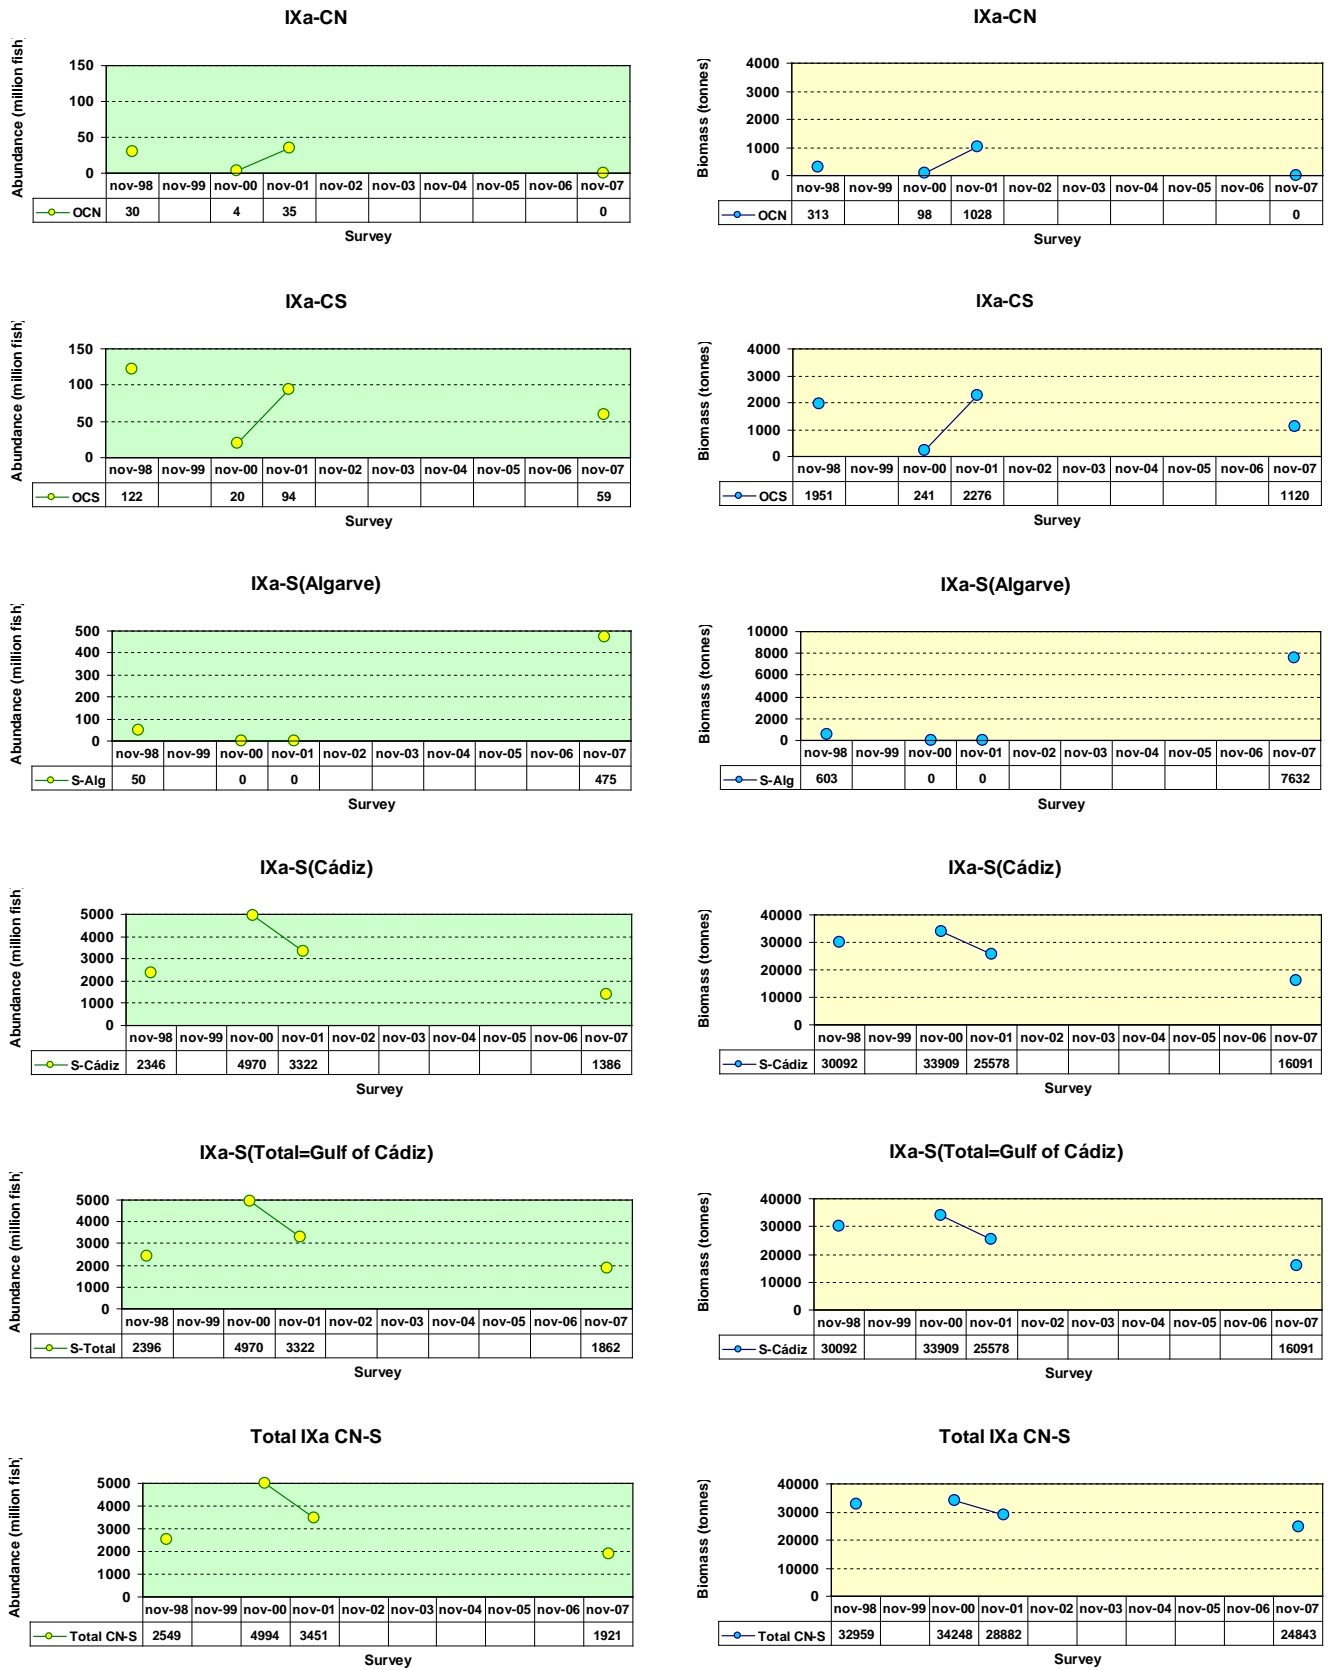 IXa-CN
Abundance (million fish)
150
100
50
0
nov-98 nov-99 nov-00 nov-01 nov-02 nov-03 nov-04 nov-05 nov-06 nov-07
OCN 30 4 35 0
Survey
IXa-CN
Biomass (tonnes)
4000
3000
2000
1000
0
nov-98 nov-99 nov-00 nov-01 nov-02 nov-03 nov-04 nov-05 nov-06 nov-07
OCN 313 98 1028 0
Survey
IXa-CS
Abundance (million fish)
150
100
50
0
nov-98 nov-99 nov-00 nov-01 nov-02 nov-03 nov-04 nov-05 nov-06 nov-07
OCS 122 20 94 59
Survey
IXa-CS
Biomass (tonnes)
4000
3000
2000
1000
0
nov-98 nov-99 nov-00 nov-01 nov-02 nov-03 nov-04 nov-05 nov-06 nov-07
OCS 1951 241 2276 1120
Survey
IXa-S(Algarve)
Abundance (million fish)
500
400
300
200
100
0
nov-98 nov-99 nov-00 nov-01 nov-02 nov-03 nov-04 nov-05 nov-06 nov-07
S-Alg 50 0 0 475
Survey
IXa-S(Algarve)
Biomass (tonnes)
10000
8000
6000
4000
2000
0
nov-98 nov-99 nov-00 nov-01 nov-02 nov-03 nov-04 nov-05 nov-06 nov-07
S-Alg 603 0 0 7632
Survey
IXa-S(Cádiz)
Abundance (million fish)
5000
4000
3000
2000
1000
0
nov-98 nov-99 nov-00 nov-01 nov-02 nov-03 nov-04 nov-05 nov-06 nov-07
S-Cádiz 2346 4970 3322 1386
Survey
IXa-S(Cádiz)
Biomass (tonnes)
40000
30000
20000
10000
0
nov-98 nov-99 nov-00 nov-01 nov-02 nov-03 nov-04 nov-05 nov-06 nov-07
S-Cádiz 30092 33909 25578 16091
Survey
IXa-S(Total=Gulf of Cádiz)
Abundance (million fish)
5000
4000
3000
2000
1000
0
nov-98 nov-99 nov-00 nov-01 nov-02 nov-03 nov-04 nov-05 nov-06 nov-07
S-Total 2396 4970 3322 1862
Survey
IXa-S(Total=Gulf of Cádiz)
Biomass (tonnes)
40000
30000
20000
10000
0
nov-98 nov-99 nov-00 nov-01 nov-02 nov-03 nov-04 nov-05 nov-06 nov-07
S-Cádiz 30092 33909 25578 16091
Survey
Total IXa CN-S
Abundance (million fish)
5000
4000
3000
2000
1000
0
nov-98 nov-99 nov-00 nov-01 nov-02 nov-03 nov-04 nov-05 nov-06 nov-07
Total CN-S 2549 4994 3451 1921
Survey
Total IXa CN-S
Biomass (tonnes)
40000
30000
20000
10000
0
nov-98 nov-99 nov-00 nov-01 nov-02 nov-03 nov-04 nov-05 nov-06 nov-07
Total CN-S 32959 34248 28882 24843
Survey